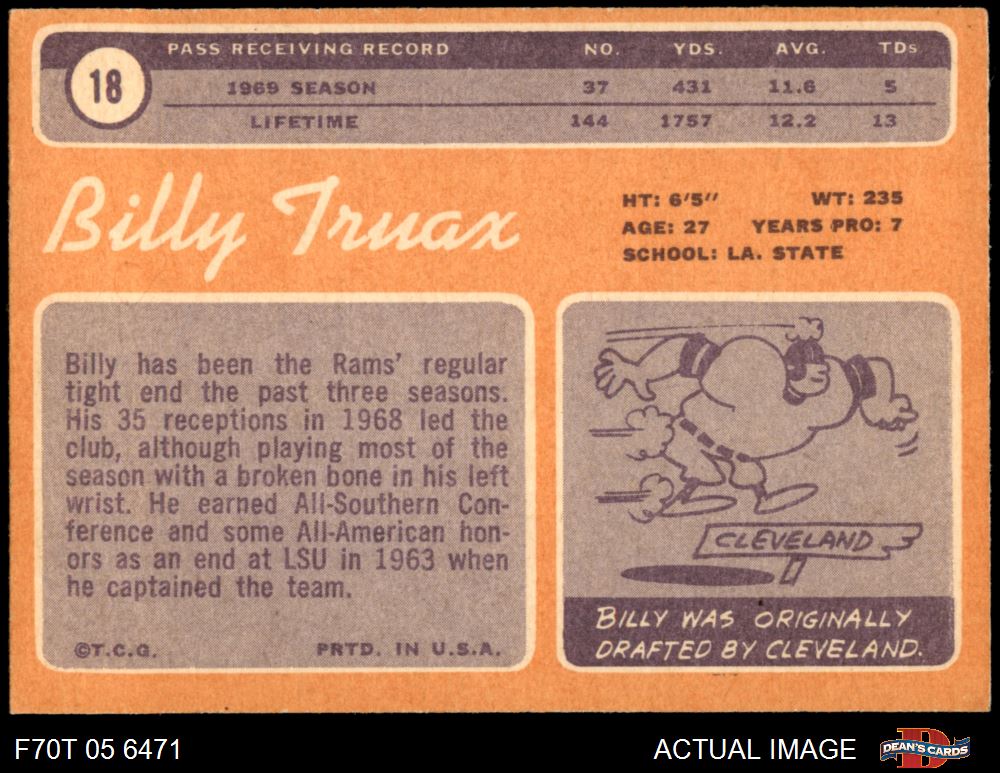 18
PASS RECEIVING RECORD NO. YDS. AVG. TDs
1969 SEASON 37 431 11.6 5
LIFETIME 144 1757 12.2 13
Billy Truax
HT: 6'5" WT: 235
AGE: 27 YEARS PRO: 7
SCHOOL: LA. STATE
Billy has been the Rams' regular
tight end the past three seasons.
His 35 receptions in 1968 led the
club, although playing most of the
season with a broken bone in his left
wrist. He earned All-Southern Con-
ference and some All-American hon-
ors as an end at LSU in 1963 when
he captained the team.
©T.C.G. PRTD. IN U.S.A.
CLEVELAND
BILLY WAS ORIGINALLY
DRAFTED BY CLEVELAND.
F70T 05 6471 ACTUAL IMAGE
D
DEAN'S CARDS